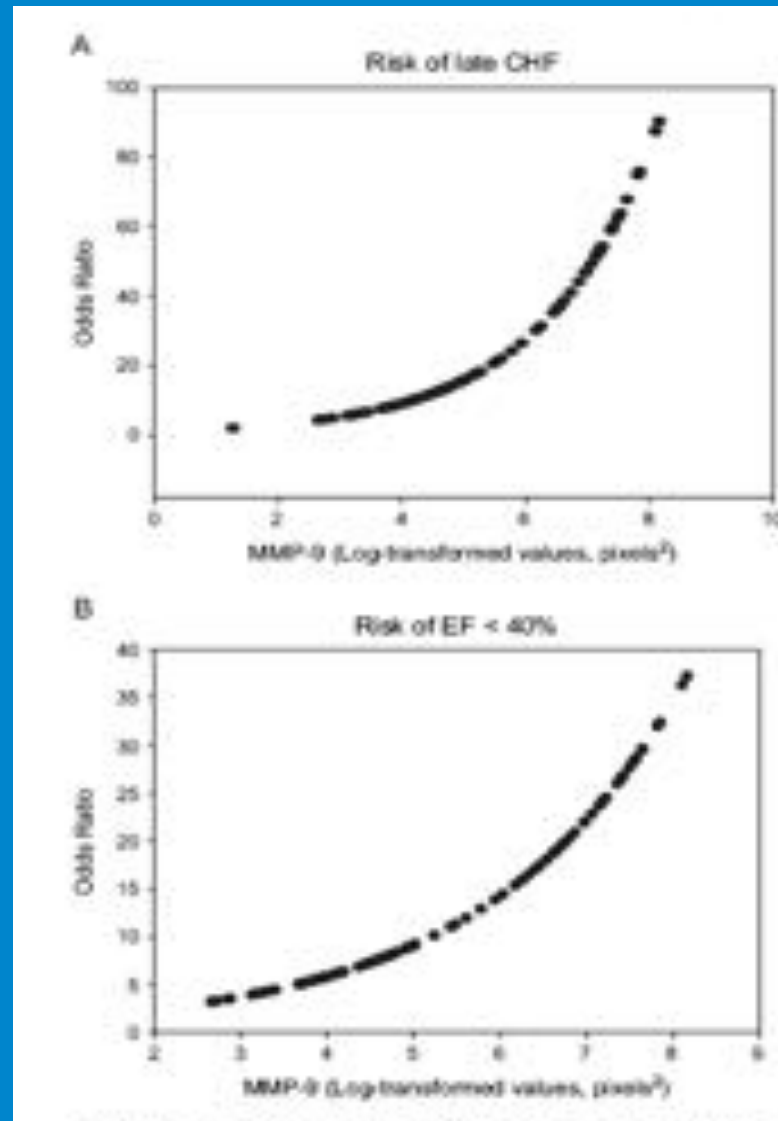 A
Risk of late CHF
100
80
60
40
20
0
Odds Ratio
0 2 4 6 8 10
MMP-9 (Log-transformed values, pixels²)
B
Risk of EF < 40%
40
35
30
25
20
15
10
5
0
Odds Ratio
2 3 4 5 6 7 8 9
MMP-9 (Log-transformed values, pixels²)